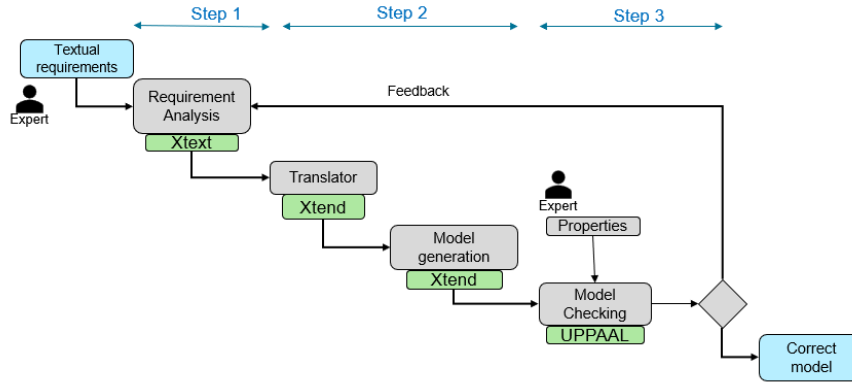 Step 1
Step 2
Step 3
Textual
requirements
Expert
Requirement
Analysis
Xtext
Feedback
Translator
Xtend
Expert
Properties
Model
generation
Xtend
Model
Checking
UPPAAL
Correct
model